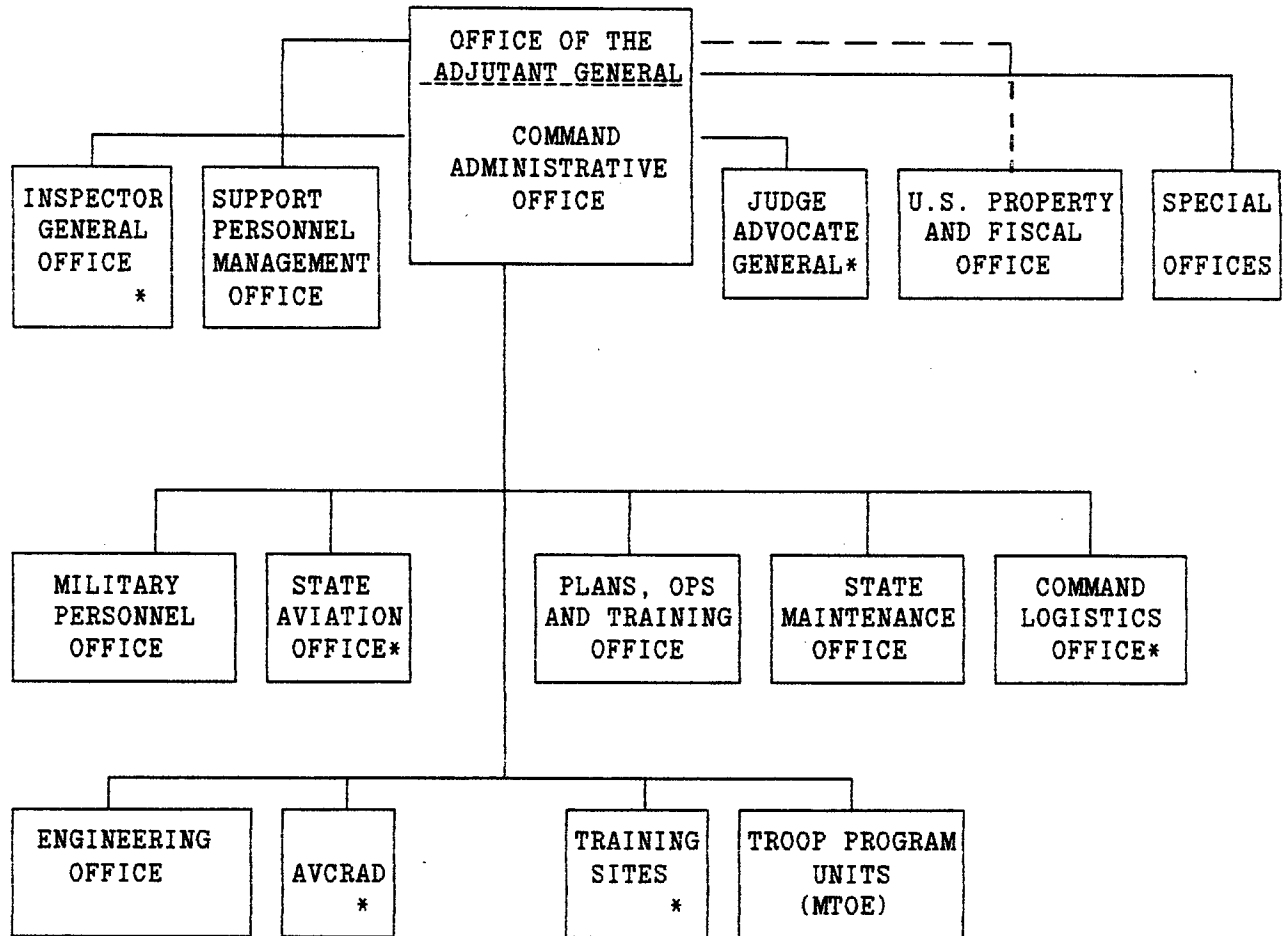 OFFICE OF THE
ADJUTANT GENERAL
COMMAND
ADMINISTRATIVE
OFFICE
INSPECTOR
GENERAL
OFFICE
*
SUPPORT
PERSONNEL
MANAGEMENT
OFFICE
JUDGE
ADVOCATE
GENERAL*
U.S. PROPERTY
AND FISCAL
OFFICE
SPECIAL
OFFICES
MILITARY
PERSONNEL
OFFICE
STATE
AVIATION
OFFICE*
PLANS, OPS
AND TRAINING
OFFICE
STATE
MAINTENANCE
OFFICE
COMMAND
LOGISTICS
OFFICE*
ENGINEERING
OFFICE
AVCRAD
*
TRAINING
SITES
*
TROOP PROGRAM
UNITS
(MTOE)